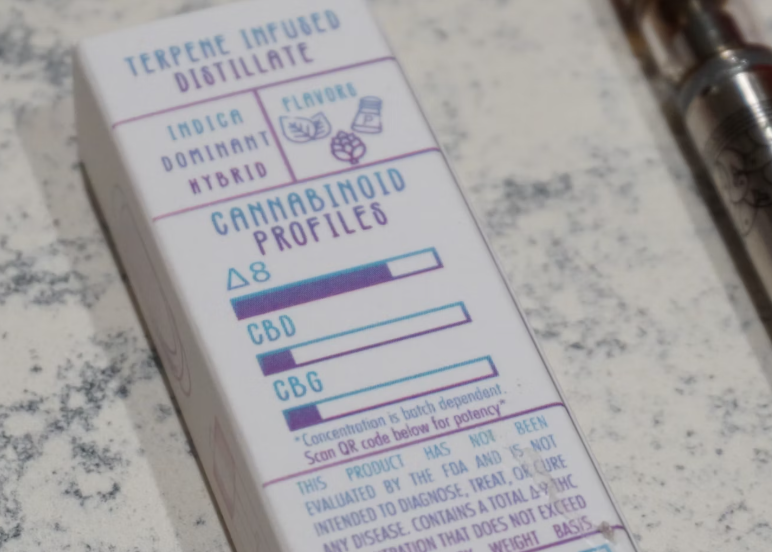 TERPENE INFUSED
DISTILLATE
INDICA
DOMINANT
HYBRID
FLAVORS
P
CANNABINOID
PROFILES
Δ8
CBD
CBG
*Concentration is batch dependent.
Scan QR code below for potency*
THIS PRODUCT HAS NOT BEEN
EVALUATED BY THE FDA AND IS NOT
INTENDED TO DIAGNOSE, TREAT, OR CURE
ANY DISEASE. CONTAINS A TOTAL Δ-9 THC
THAT DOES NOT EXCEED
WEIGHT BASIS.